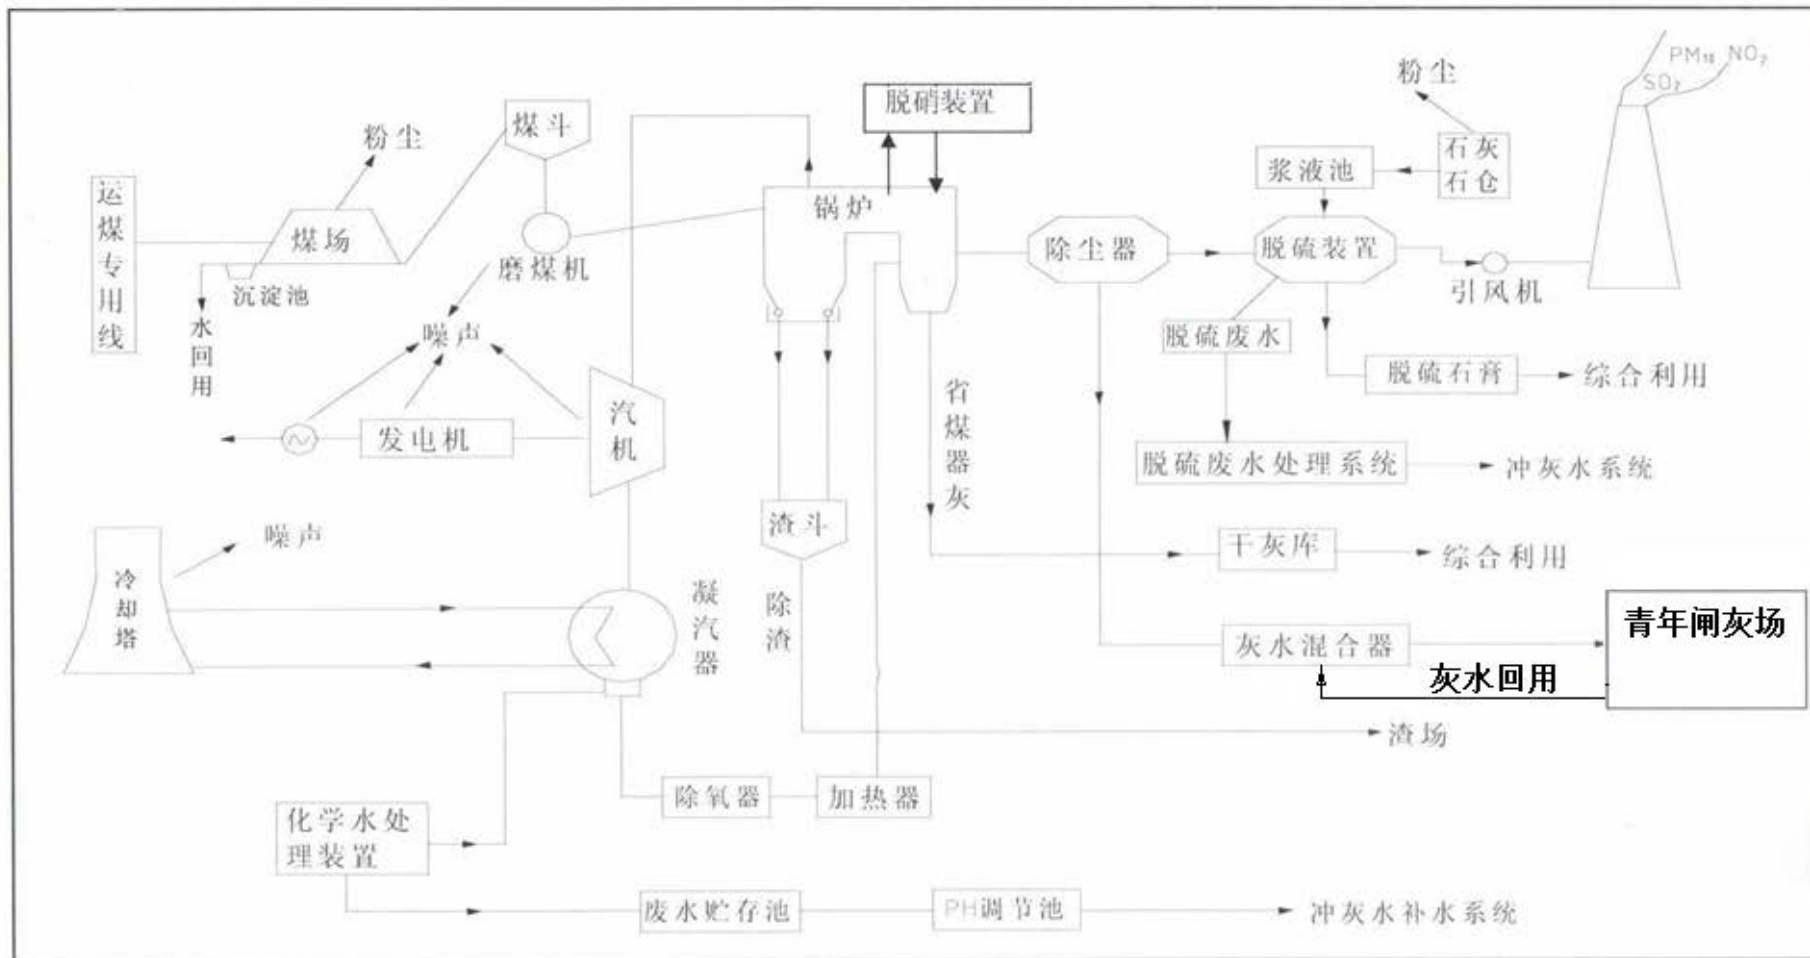 PM₁₀ NO₂
SO₂
粉尘
脱硝装置
煤斗
粉尘
石灰
石仓
浆液池
运煤专用线
煤场
锅炉
除尘器
脱硫装置
磨煤机
沉淀池
引风机
水回用
噪声
脱硫废水
脱硫石膏
综合利用
省煤器灰
汽机
发电机
脱硫废水处理系统
冲灰水系统
渣斗
噪声
干灰库
综合利用
冷却塔
凝汽器
除渣
灰水混合器
青年闸灰场
灰水回用
渣场
除氧器
加热器
化学水处
理装置
废水贮存池
PH调节池
冲灰水补水系统